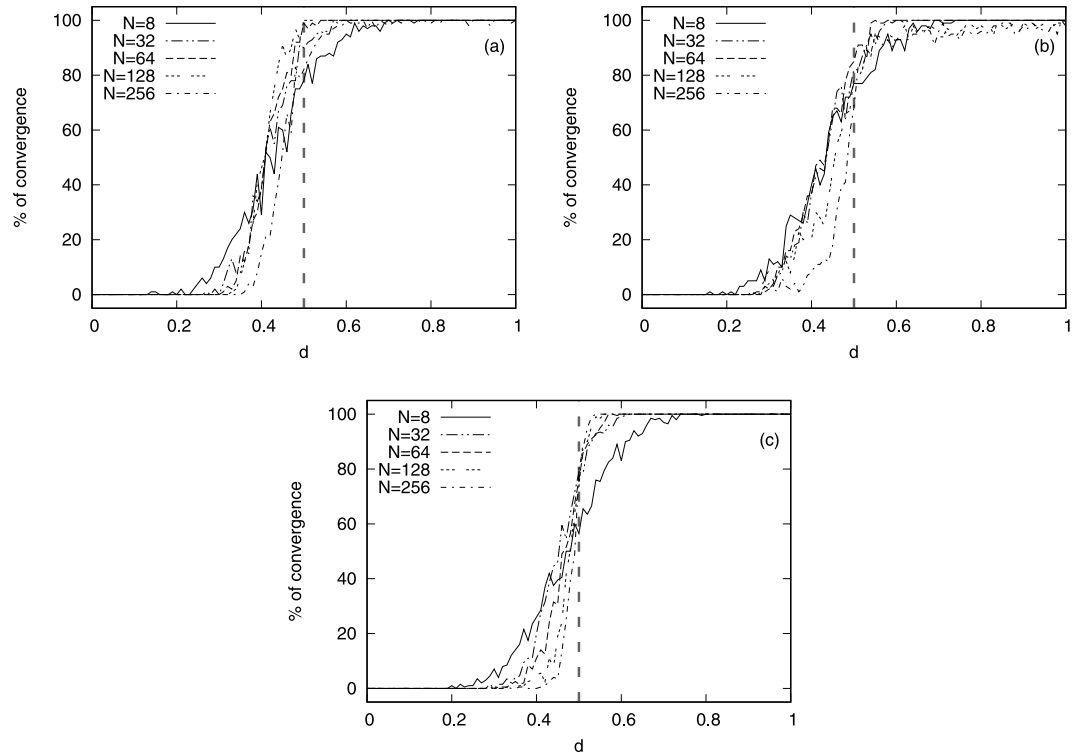 % of convergence
100
80
60
40
20
0
0 0.2 0.4 0.6 0.8 1
d
N=8
N=32
N=64
N=128
N=256
(a)
% of convergence
100
80
60
40
20
0
0 0.2 0.4 0.6 0.8 1
d
N=8
N=32
N=64
N=128
N=256
(b)
% of convergence
100
80
60
40
20
0
0 0.2 0.4 0.6 0.8 1
d
N=8
N=32
N=64
N=128
N=256
(c)